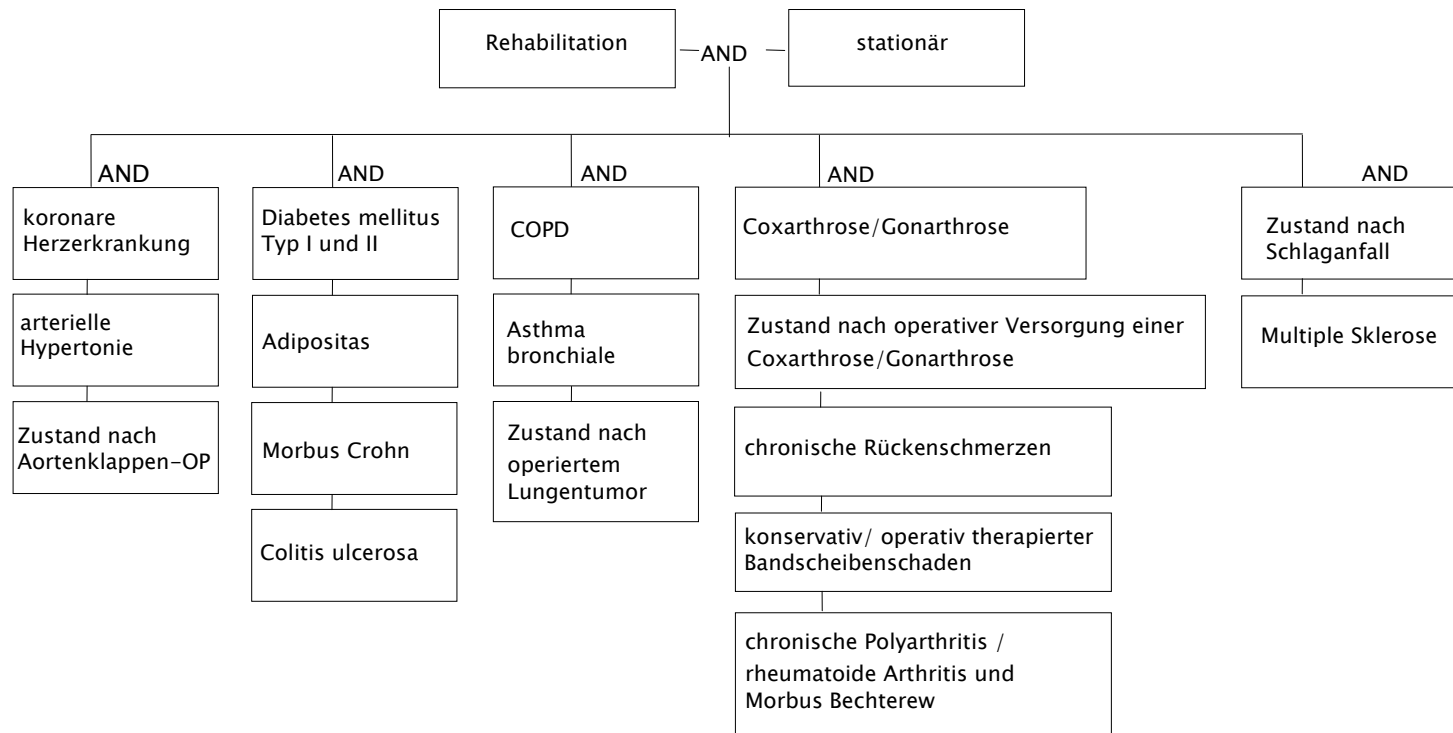 Rehabilitation
AND
stationär
AND
koronare
Herzerkrankung
arterielle
Hypertonie
Zustand nach
Aortenklappen-OP
AND
Diabetes mellitus
Typ I und II
Adipositas
Morbus Crohn
Colitis ulcerosa
AND
COPD
Asthma
bronchiale
Zustand nach
operiertem
Lungentumor
AND
Coxarthrose/Gonarthrose
Zustand nach operativer Versorgung einer
Coxarthrose/Gonarthrose
chronische Rückenschmerzen
konservativ/ operativ therapierter
Bandscheibenschaden
chronische Polyarthritis /
rheumatoide Arthritis und
Morbus Bechterew
AND
Zustand nach
Schlaganfall
Multiple Sklerose